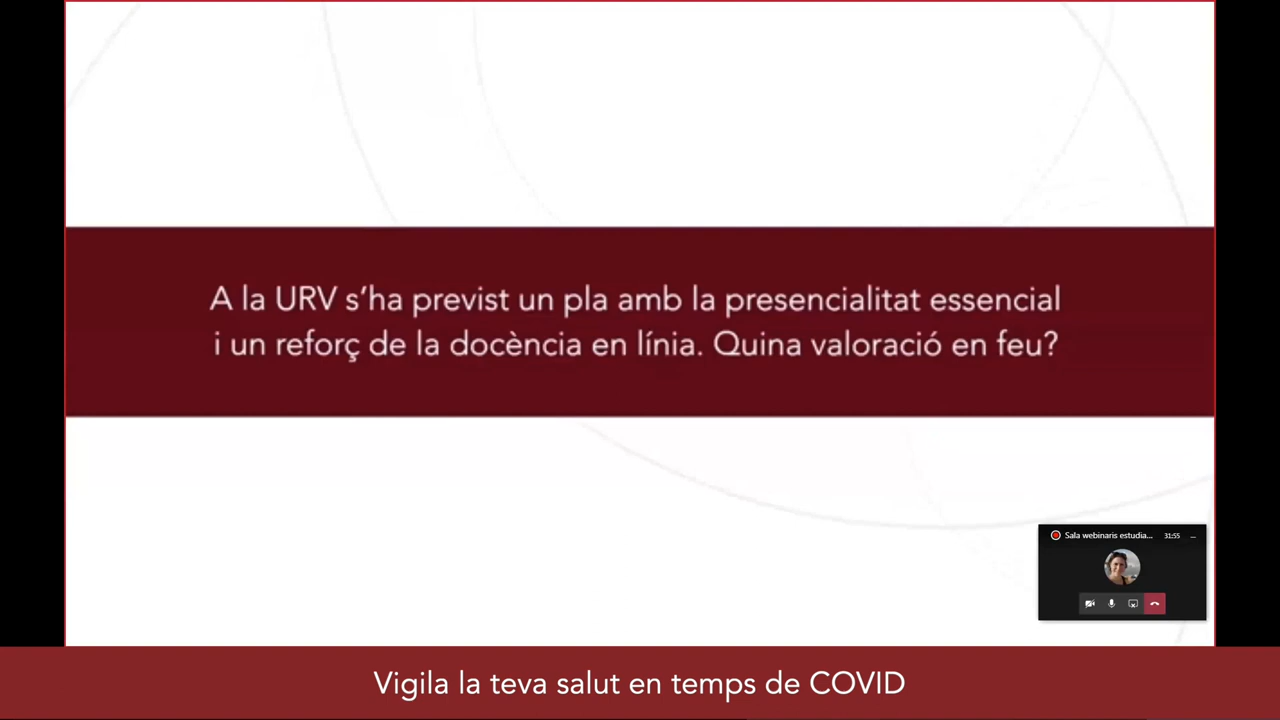 A la URV s'ha previst un pla amb la presencialitat essencial
i un reforç de la docència en línia. Quina valoració en feu?
Sala webinaris estudia... 31:55
Vigila la teva salut en temps de COVID